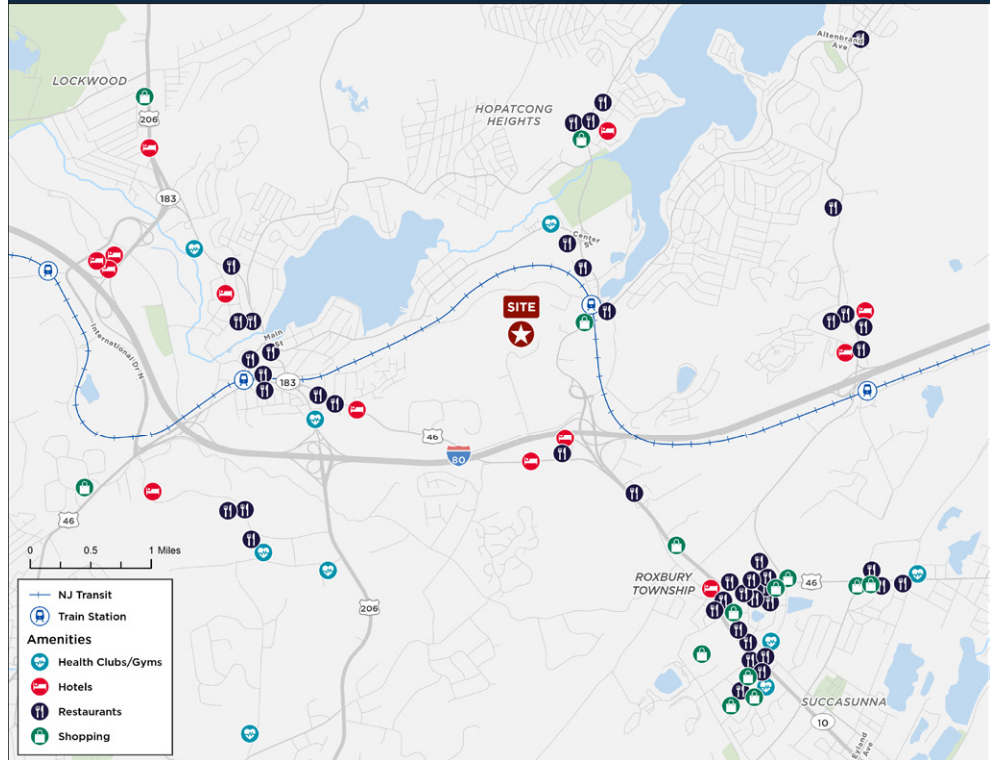 Altenbrand
Ave
LOCKWOOD
206
HOPATCONG
HEIGHTS
183
Center
St
SITE
International Dr N
Main
St
183
46
80
46
0 0.5 1 Miles
ROXBURY
TOWNSHIP
46
NJ Transit
Train Station
206
Amenities
Health Clubs/Gyms
Hotels
Restaurants
Shopping
SUCCASUNNA
10
Eyland
Ave